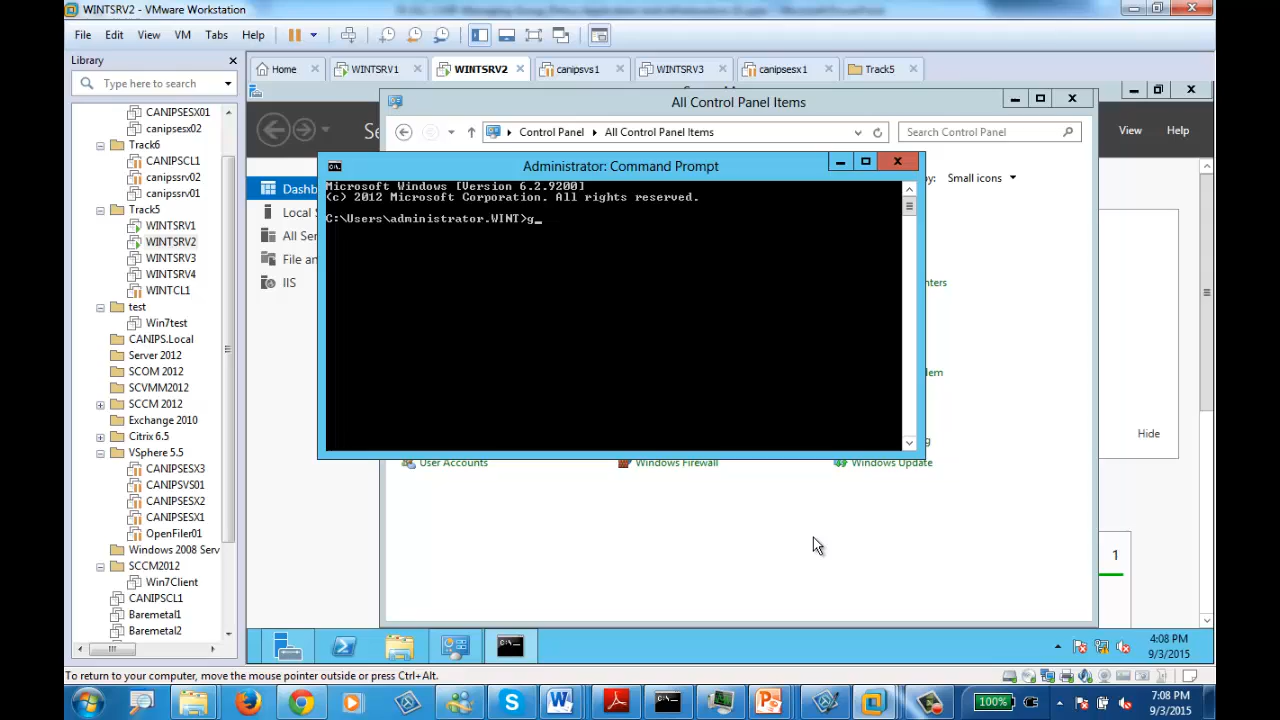 WINTSRV2 - VMware Workstation
File Edit View VM Tabs Help
Library
Type here to search
CANIPSESX01
canipsesx02
Track6
CANIPSCL1
canipssrv02
canipssrv01
Track5
WINTSRV1
WINTSRV2
WINTSRV3
WINTSRV4
WINTCL1
test
Win7test
CANIPS.Local
Server 2012
SCOM 2012
SCVMM2012
SCCM 2012
Exchange 2010
Citrix 6.5
VSphere 5.5
CANIPSESX3
CANIPSVS01
CANIPSESX2
CANIPSESX1
OpenFiler01
Windows 2008 Serv
SCCM2012
Win7Client
CANIPSCL1
Baremetal1
Baremetal2
Home WINTSRV1 WINTSRV2 canipsvs1 WINTSRV3 canipsesx1 Track5
All Control Panel Items
Control Panel All Control Panel Items Search Control Panel
View Help
Se
Dashb
Local S
All Ser
File an
IIS
by: Small icons
Administrator: Command Prompt
Microsoft Windows [Version 6.2.9200]
(c) 2012 Microsoft Corporation. All rights reserved.
C:\Users\administrator.WINT>g_
Hide
User Accounts Windows Firewall Windows Update
1
4:08 PM
9/3/2015
To return to your computer, move the mouse pointer outside or press Ctrl+Alt.
100%
7:08 PM
9/3/2015